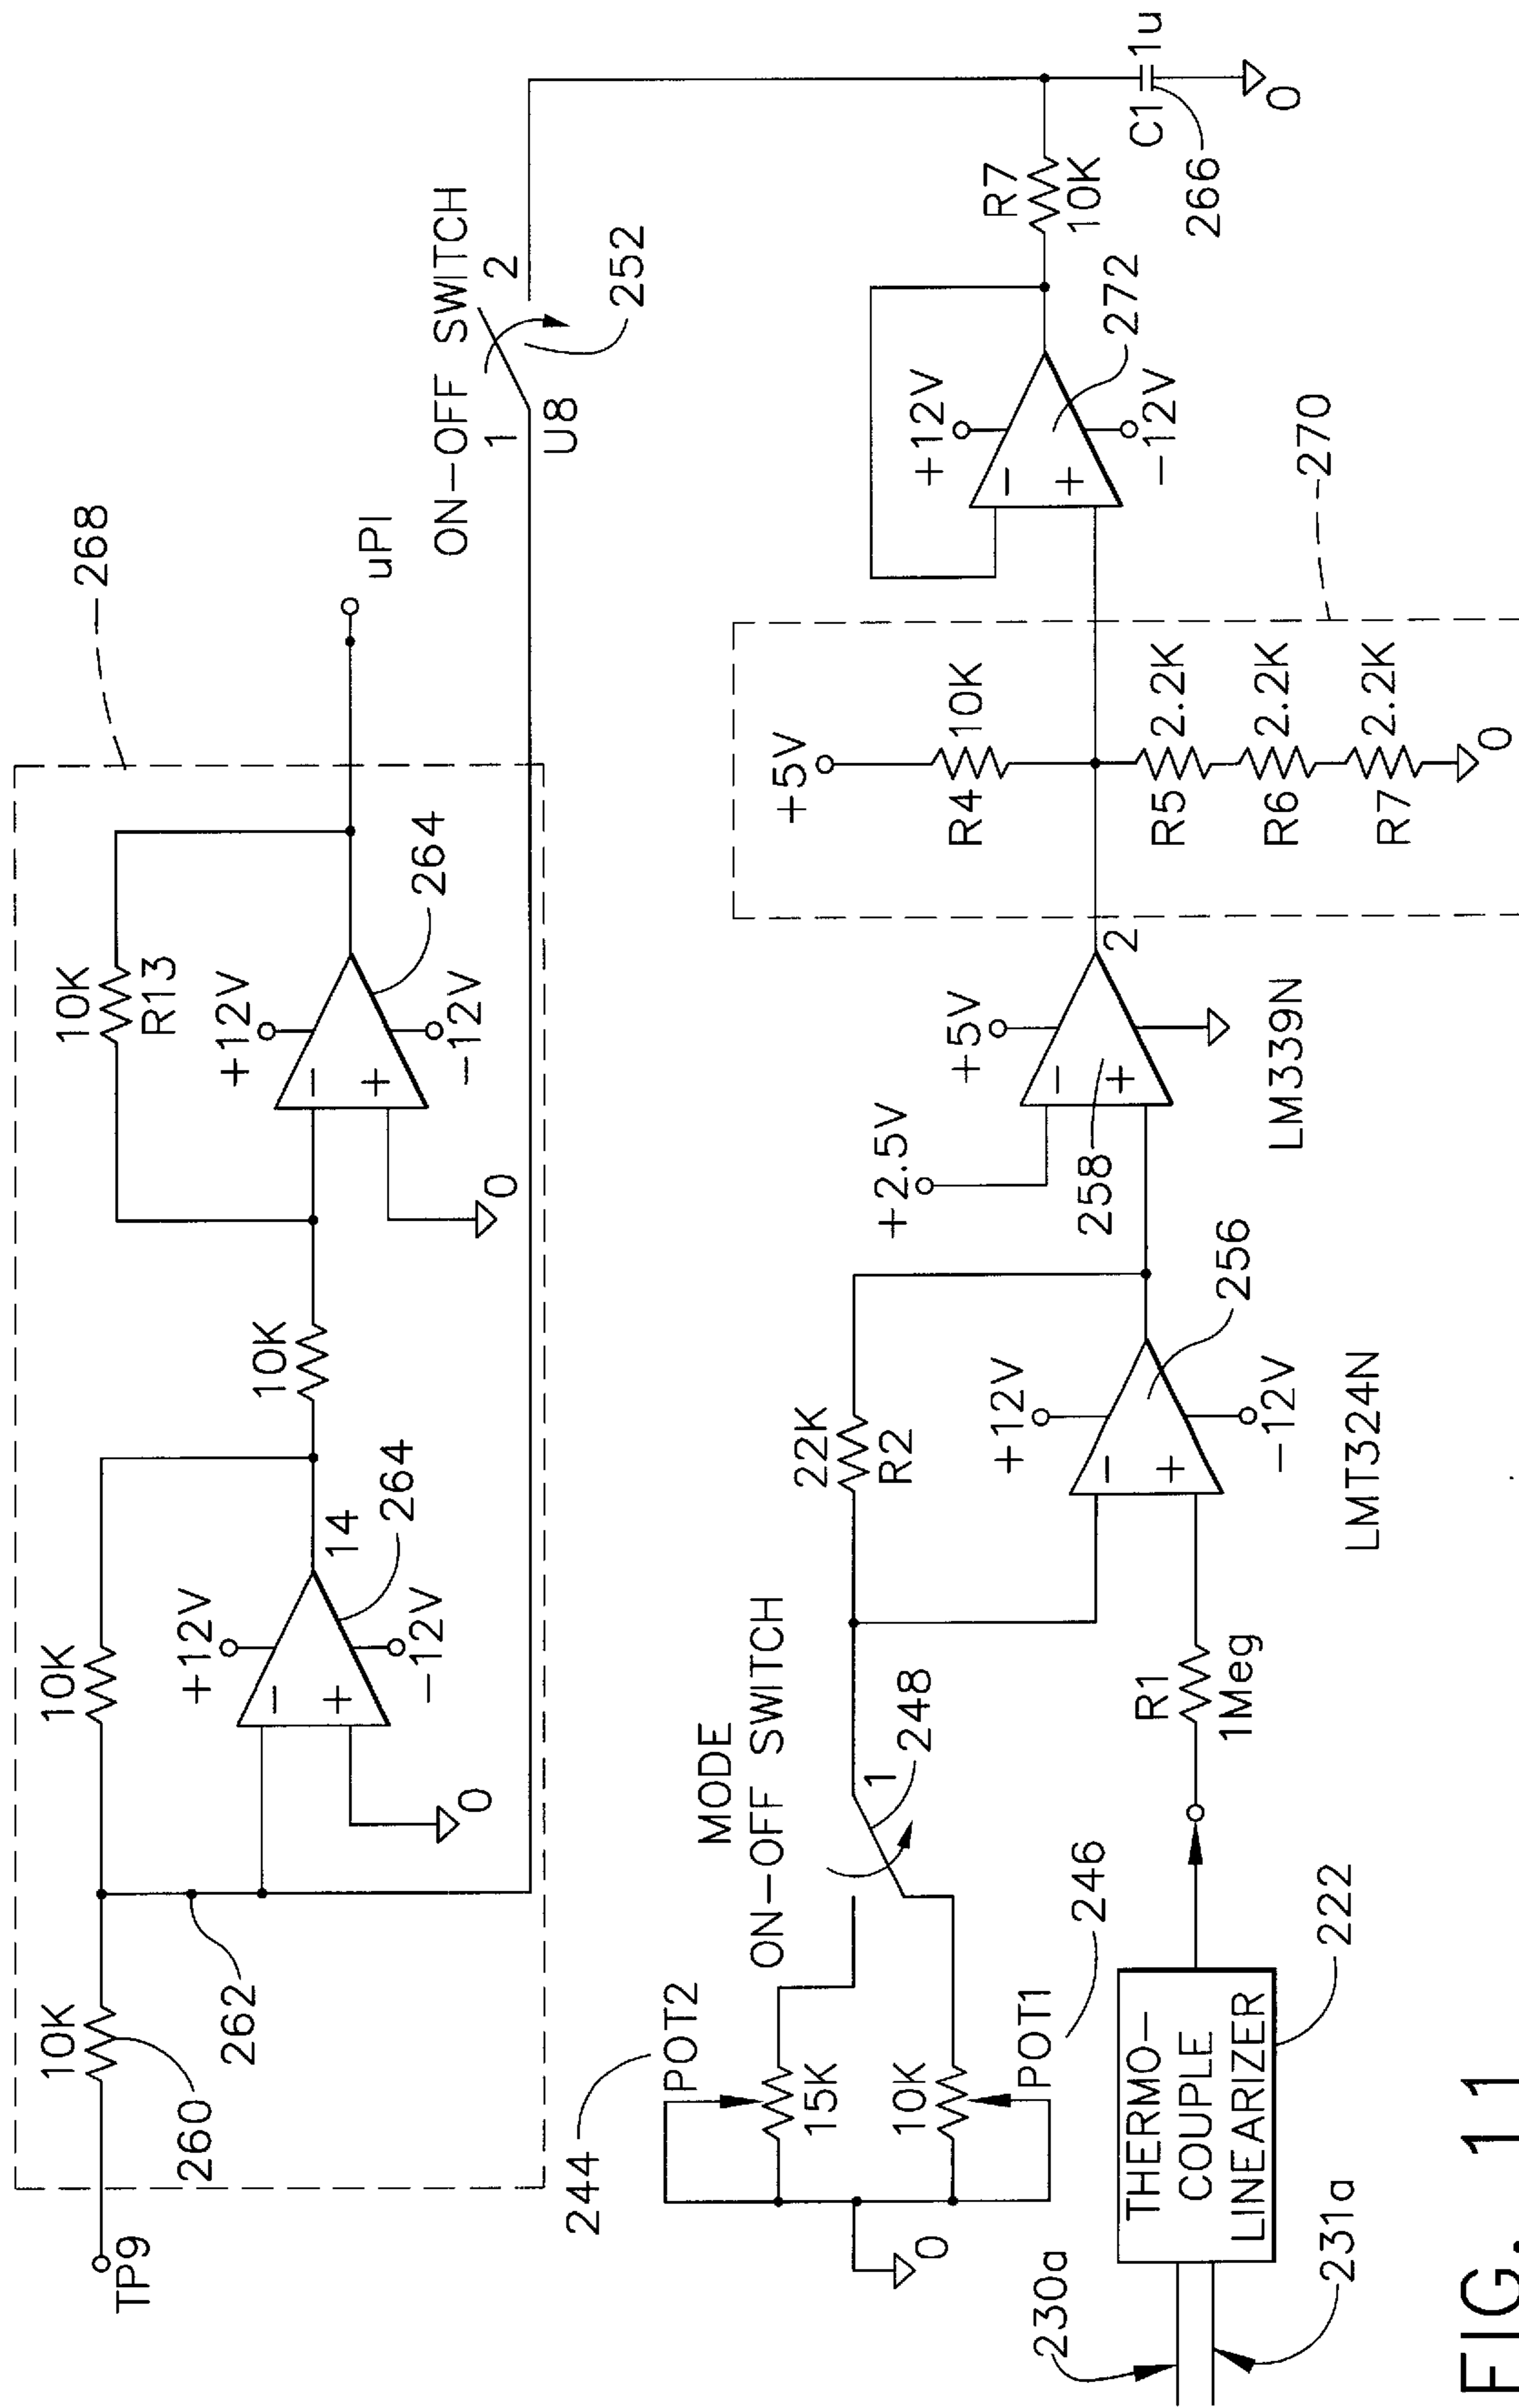 268
10K
260
262
TP9
10K
+12V
−
+
−12V
14
264
0
10K
10K
R13
+12V
−
+
−12V
264
0
uPI
ON−OFF SWITCH
1
2
U8
252
244
POT2
15K
10K
POT1
246
0
MODE
ON−OFF SWITCH
1
248
22K
R2
+12V
−
+
−12V
256
LMT324N
R1
1Meg
THERMO−
COUPLE
LINEARIZER
222
230a
231a
+2.5V
+5V
−
+
258
2
LM339N
+5V
R4
10K
R5
2.2K
R6
2.2K
R7
2.2K
0
270
+12V
−
+
−12V
272
R7
10K
C1
1u
266
0
FIG. 11